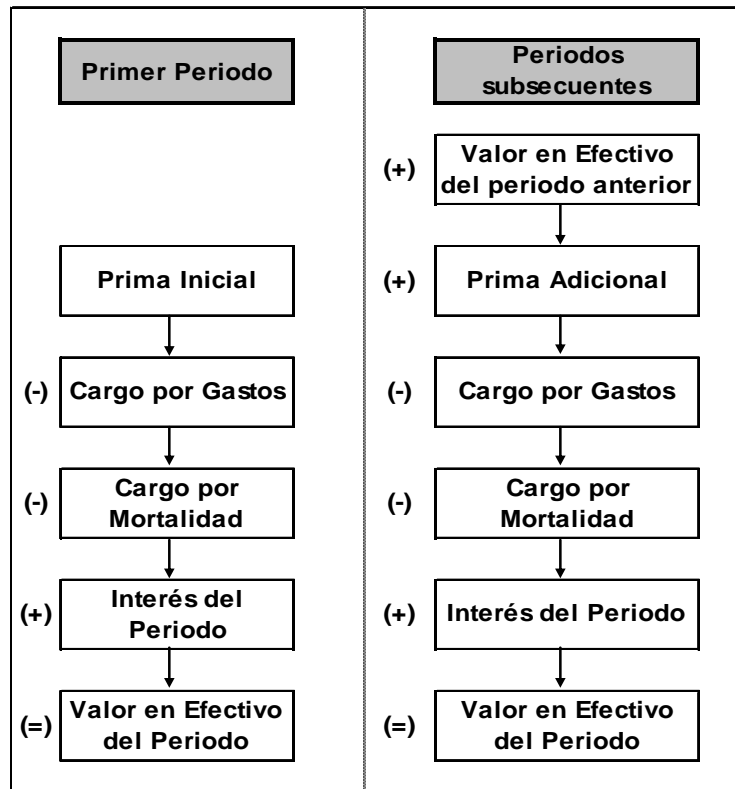 Primer Periodo
(-)
(-)
(+)
(=)
Prima Inicial
Cargo por Gastos
Cargo por
Mortalidad
Interés del
Periodo
Valor en Efectivo
del Periodo
Periodos
subsecuentes
(+)
(+)
(-)
(-)
(+)
(=)
Valor en Efectivo
del periodo anterior
Prima Adicional
Cargo por Gastos
Cargo por
Mortalidad
Interés del Periodo
Valor en Efectivo
del Periodo